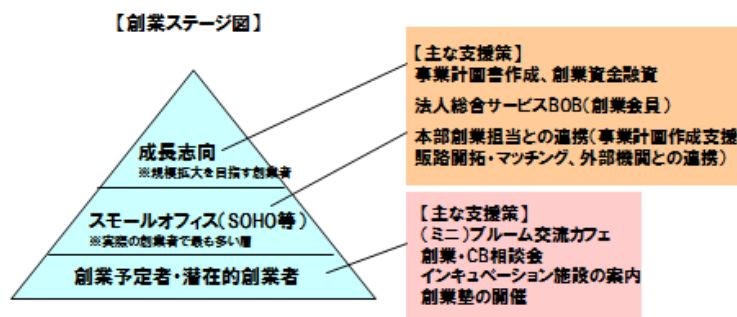 【創業ステージ図】
成長志向
※規模拡大を目指す創業者
スモールオフィス(SOHO等)
※実際の創業者で最も多い層
創業予定者・潜在的創業者
【主な支援策】
事業計画書作成、創業資金融資
法人総合サービスBOB(創業会員)
本部創業担当との連携(事業計画作成支援
販路開拓・マッチング、外部機関との連携)
【主な支援策】
(ミニ)ブルーム交流カフェ
創業・CB相談会
インキュベーション施設の案内
創業塾の開催